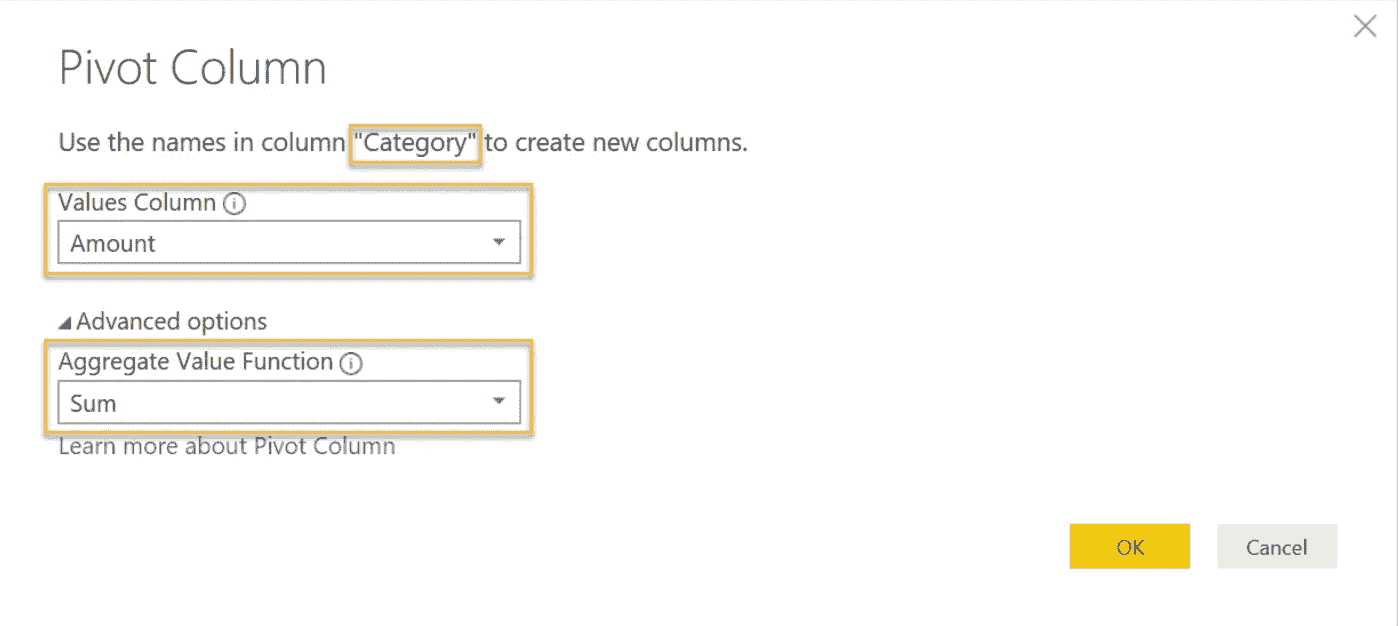 Pivot Column
Use the names in column "Category" to create new columns.
Values Column
Amount
Advanced options
Aggregate Value Function
Sum
Learn more about Pivot Column
OK Cancel